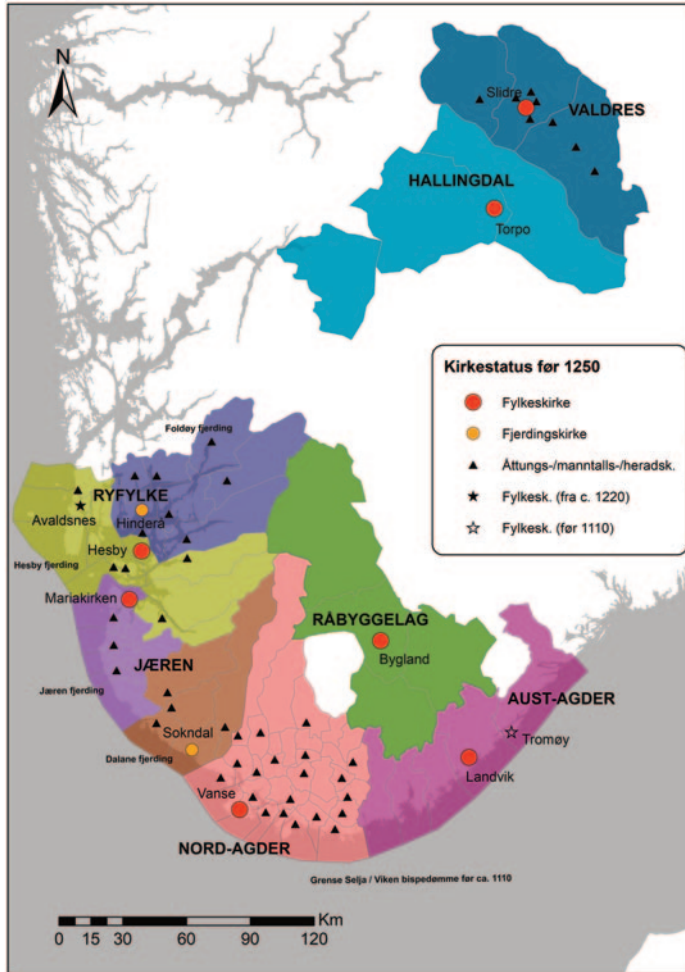 N
Slidre
VALDRES
HALLINGDAL
Torpo
Kirkestatus før 1250
Fylkeskirke
Fjerdingskirke
Åttungs-/manntalls-/heradsk.
Fylkesk. (fra c. 1220)
Fylkesk. (før 1110)
Foldøy fjerding
RYFYLKE
Avaldsnes
Hinderå
Hesby
Hesby fjerding
Mariakirken
RÅBYGGELAG
Bygland
JÆREN
Jæren fjerding
AUST-AGDER
Sokndal
Tromøy
Dalane fjerding
Landvik
Vanse
NORD-AGDER
Grense Selja / Viken bispedømme før ca. 1110
Km
0 15 30 60 90 120